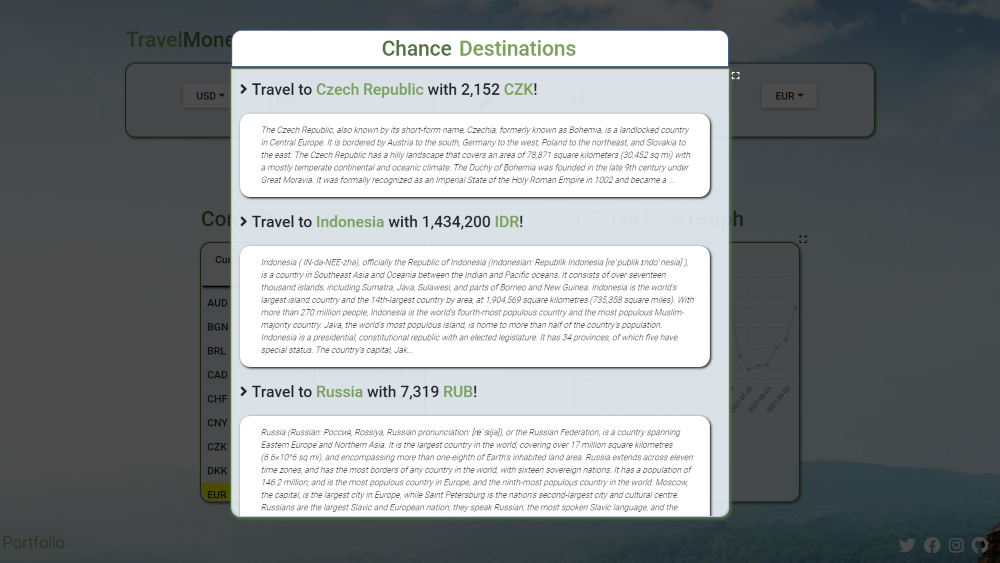 Chance Destinations
TravelMone
USD
EUR
Travel to Czech Republic with 2,152 CZK!
The Czech Republic, also known by its short-form name, Czechia, formerly known as Bohemia, is a landlocked country
in Central Europe. It is bordered by Austria to the south, Germany to the west, Poland to the northeast, and Slovakia to
the east. The Czech Republic has a hilly landscape that covers an area of 78,871 square kilometers (30,452 sq mi) with
a mostly temperate continental and oceanic climate. The Duchy of Bohemia was founded in the late 9th century under
Great Moravia. It was formally recognized as an Imperial State of the Holy Roman Empire in 1002 and became a ...
Travel to Indonesia with 1,434,200 IDR!
Indonesia ( IN-də-NEE-zhə), officially the Republic of Indonesia (Indonesian: Republik Indonesia [reˈpublik ɪndoˈnesia] ),
is a country in Southeast Asia and Oceania between the Indian and Pacific oceans. It consists of over seventeen
thousand islands, including Sumatra, Java, Sulawesi, and parts of Borneo and New Guinea. Indonesia is the world's
largest island country and the 14th-largest country by area, at 1,904,569 square kilometres (735,358 square miles). With
more than 270 million people, Indonesia is the world's fourth-most populous country and the most populous Muslim-
majority country. Java, the world's most populous island, is home to more than half of the country's population.
Indonesia is a presidential, constitutional republic with an elected legislature. It has 34 provinces, of which five have
special status. The country's capital, Jak...
Travel to Russia with 7,319 RUB!
Russia (Russian: Россия, Rossiya, Russian pronunciation: [rɐˈsʲijə]), or the Russian Federation, is a country spanning
Eastern Europe and Northern Asia. It is the largest country in the world, covering over 17 million square kilometres
(6.6×10^6 sq mi), and encompassing more than one-eighth of Earth's inhabited land area. Russia extends across eleven
time zones, and has the most borders of any country in the world, with sixteen sovereign nations. It has a population of
146.2 million; and is the most populous country in Europe, and the ninth-most populous country in the world. Moscow,
the capital, is the largest city in Europe, while Saint Petersburg is the nation's second-largest city and cultural centre.
Russians are the largest Slavic and European nation; they speak Russian, the most spoken Slavic language, and the
Graph
AUD
BGN
BRL
CAD
CHF
CNY
CZK
DKK
EUR
2021-07-30
2021-08-03
2021-08-05
Portfolio